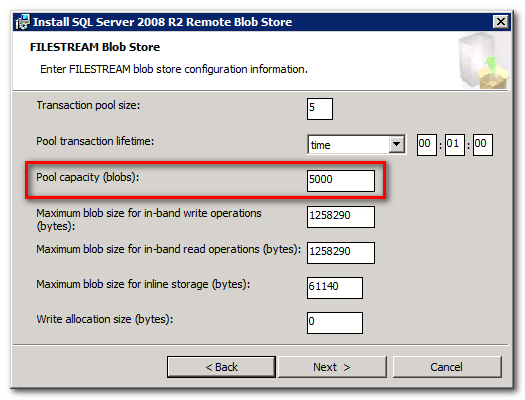 Install SQL Server 2008 R2 Remote Blob Store
FILESTREAM Blob Store
Enter FILESTREAM blob store configuration information.
Transaction pool size: 5
Pool transaction lifetime: time 00 : 01 : 00
Pool capacity (blobs): 5000
Maximum blob size for in-band write operations
(bytes): 1258290
Maximum blob size for in-band read operations (bytes): 1258290
Maximum blob size for inline storage (bytes): 61140
Write allocation size (bytes): 0
< Back Next > Cancel